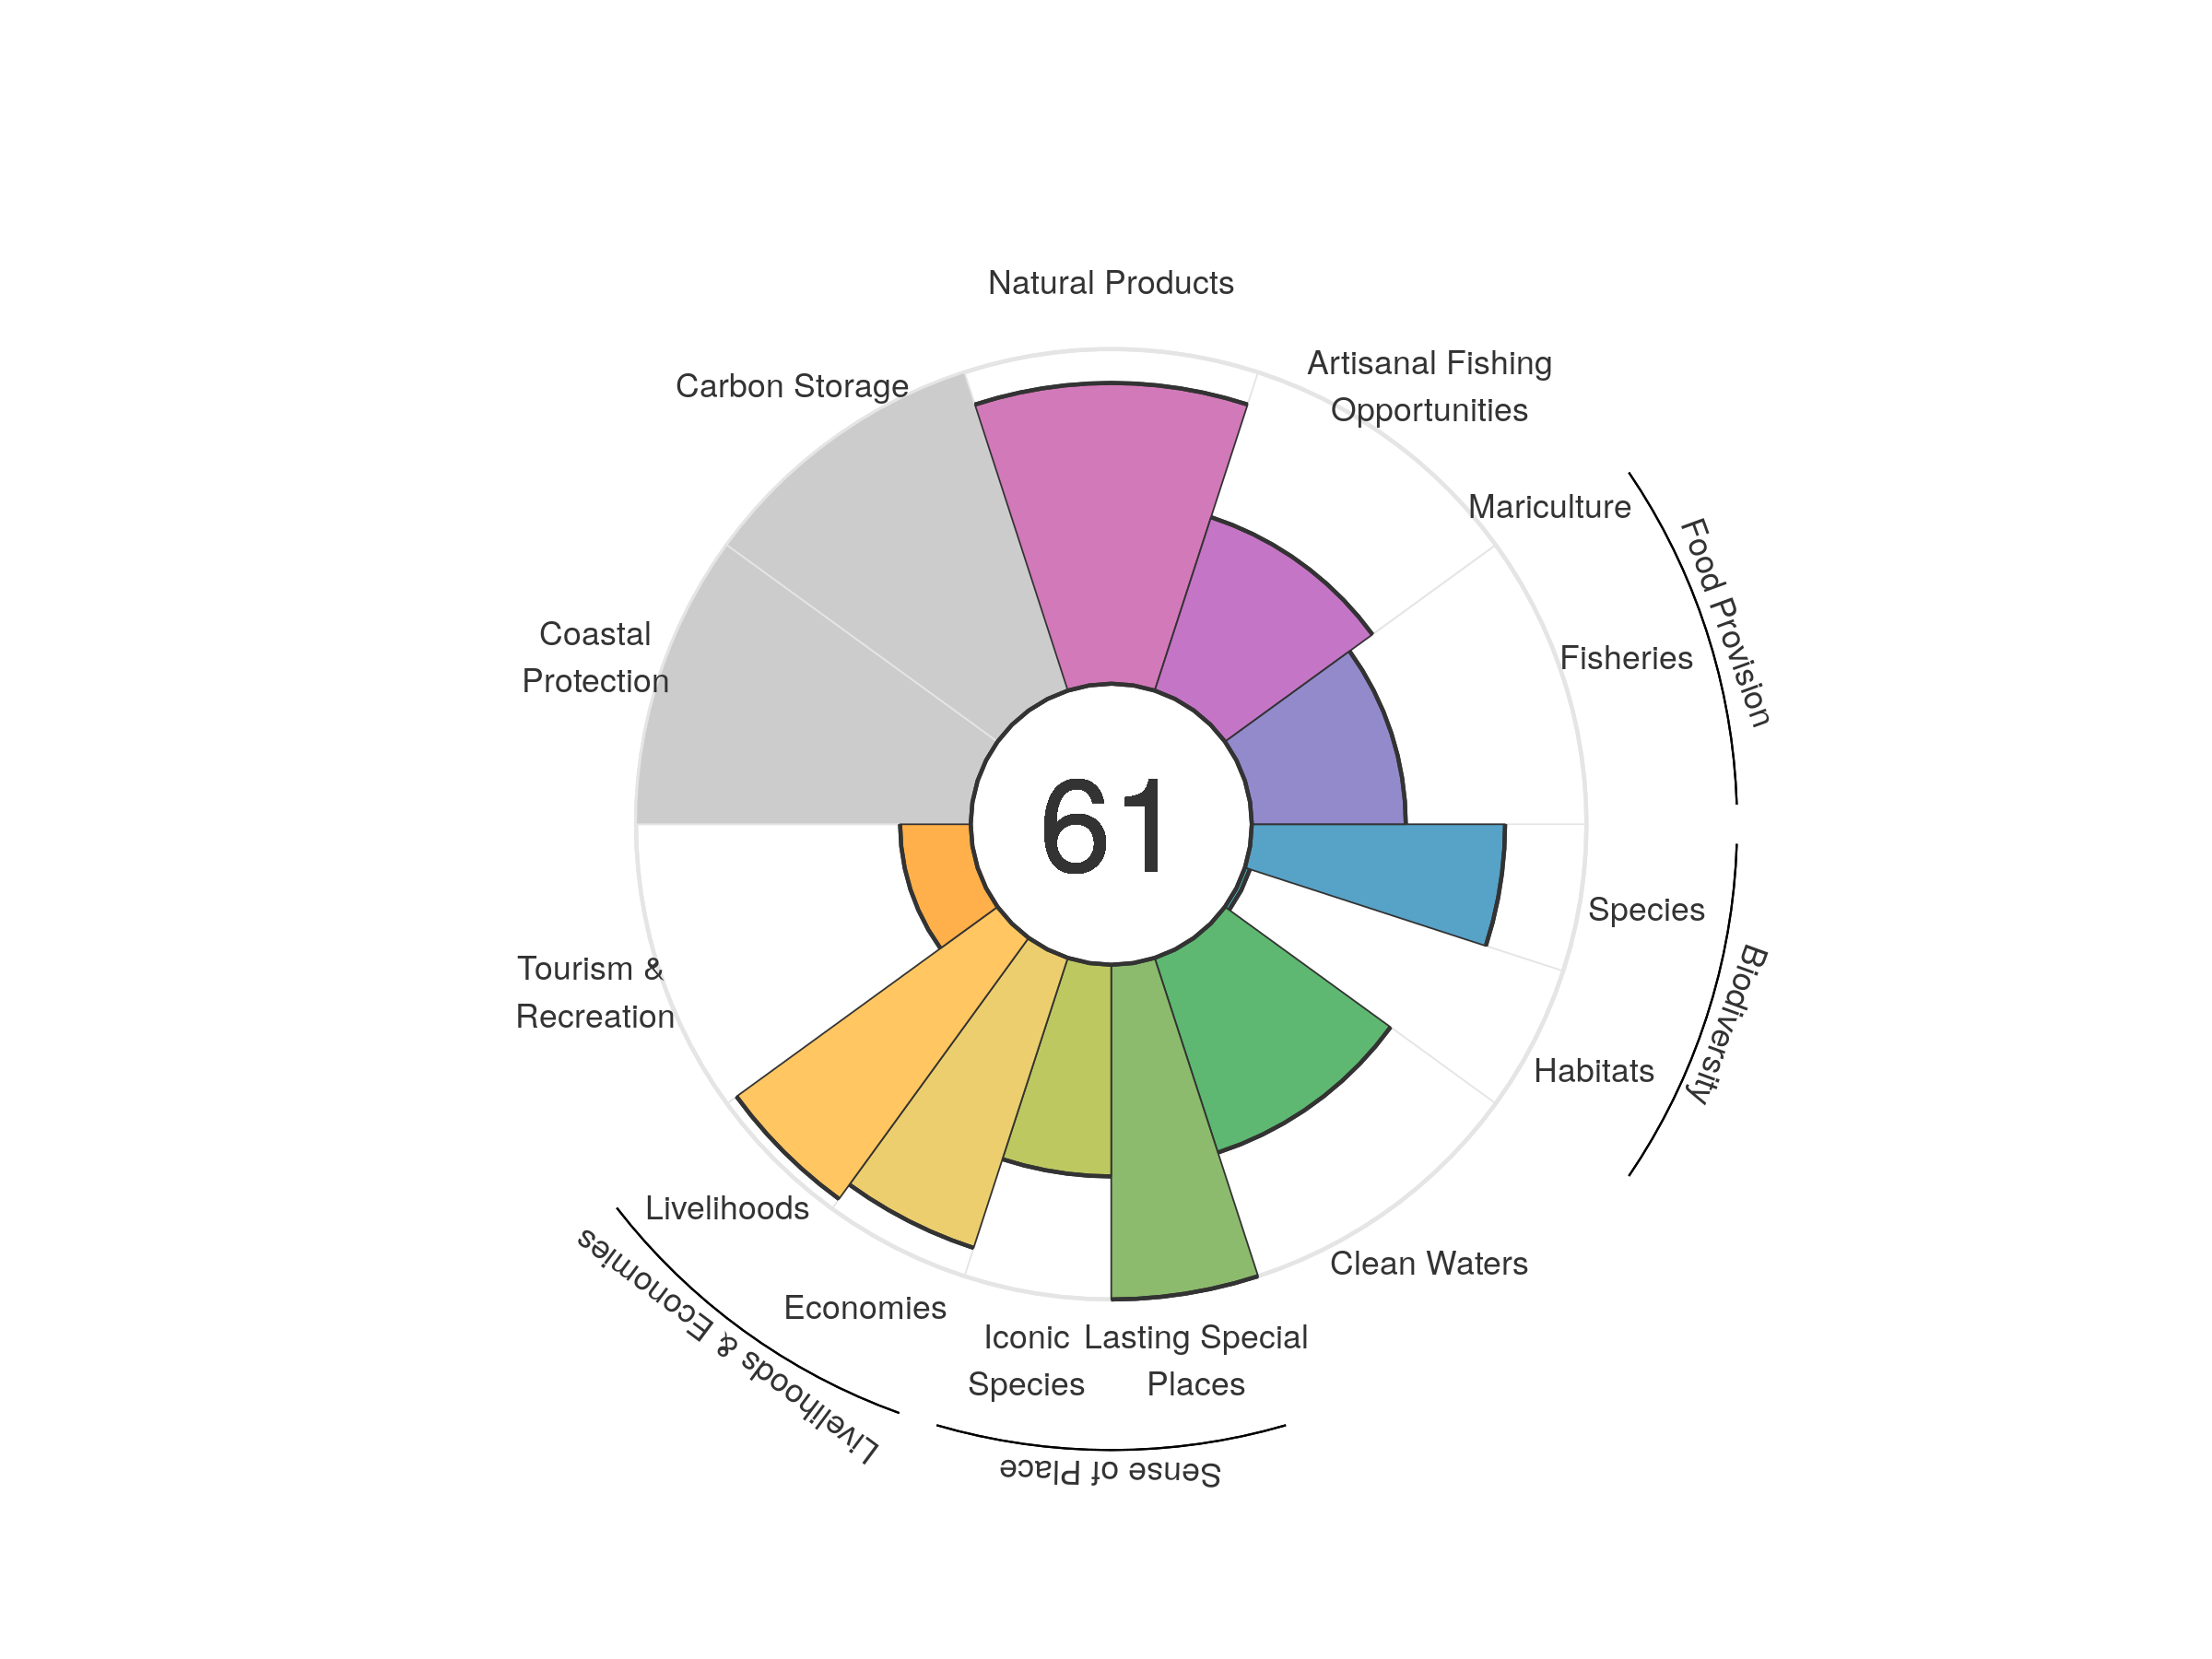 Natural Products
Artisanal Fishing
Opportunities
Carbon Storage
Mariculture
Food Provision
Fisheries
Coastal
Protection
61
Species
Biodiversity
Tourism &
Recreation
Habitats
Livelihoods
Clean Waters
Economies
Livelihoods & Economies
Iconic
Species
Lasting Special
Places
Sense of Place